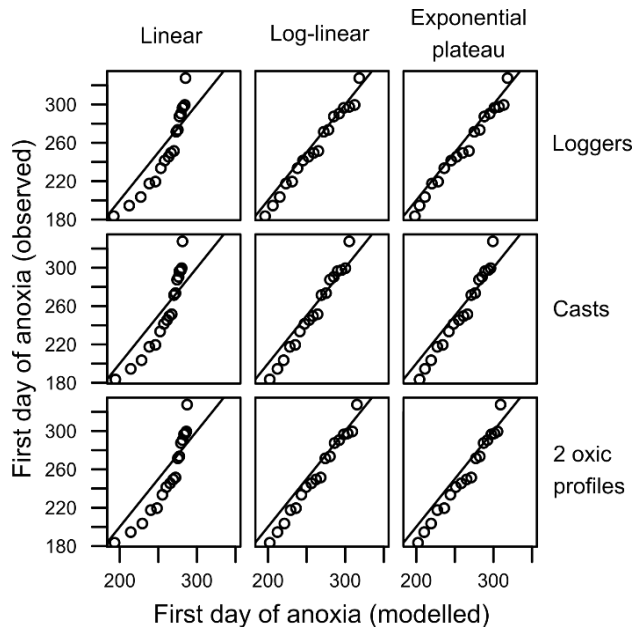 Linear
Log-linear
Exponential
plateau
First day of anoxia (observed)
300
260
220
180
Loggers
300
260
220
180
Casts
300
260
220
180
2 oxic
profiles
200
300
200
300
200
300
First day of anoxia (modelled)